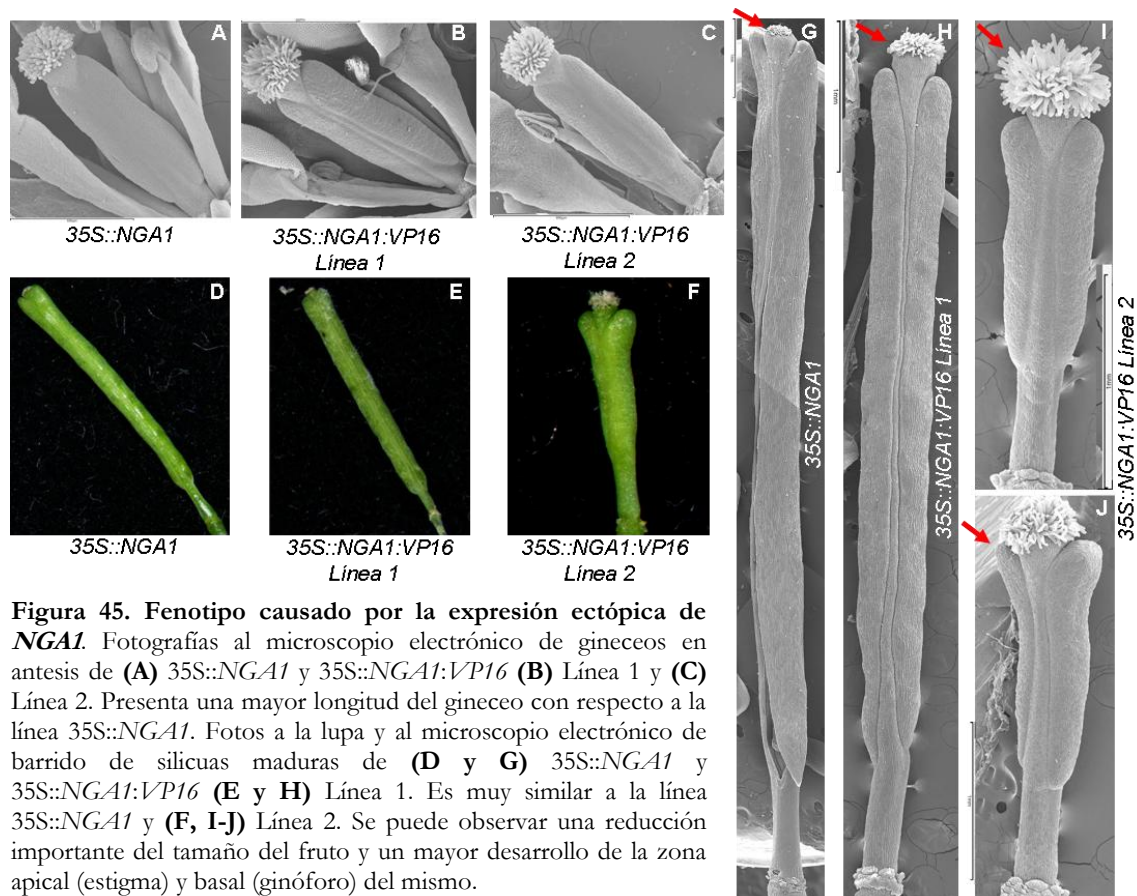 A
B
C
35S::NGA1
35S::NGA1:VP16
Línea 1
35S::NGA1:VP16
Línea 2
D
E
F
35S::NGA1
35S::NGA1:VP16
Línea 1
35S::NGA1:VP16
Línea 2
G
35S::NGA1
H
1mm
35S::NGA1:VP16 Línea 1
I
1mm
J
1mm
35S::NGA1:VP16 Línea 2
Figura 45. Fenotipo causado por la expresión ectópica de
NGA1. Fotografías al microscopio electrónico de gineceos en
antesis de (A) 35S::NGA1 y 35S::NGA1:VP16 (B) Línea 1 y (C)
Línea 2. Presenta una mayor longitud del gineceo con respecto a la
línea 35S::NGA1. Fotos a la lupa y al microscopio electrónico de
barrido de silicuas maduras de (D y G) 35S::NGA1 y
35S::NGA1:VP16 (E y H) Línea 1. Es muy similar a la línea
35S::NGA1 y (F, I-J) Línea 2. Se puede observar una reducción
importante del tamaño del fruto y un mayor desarrollo de la zona
apical (estigma) y basal (ginóforo) del mismo.